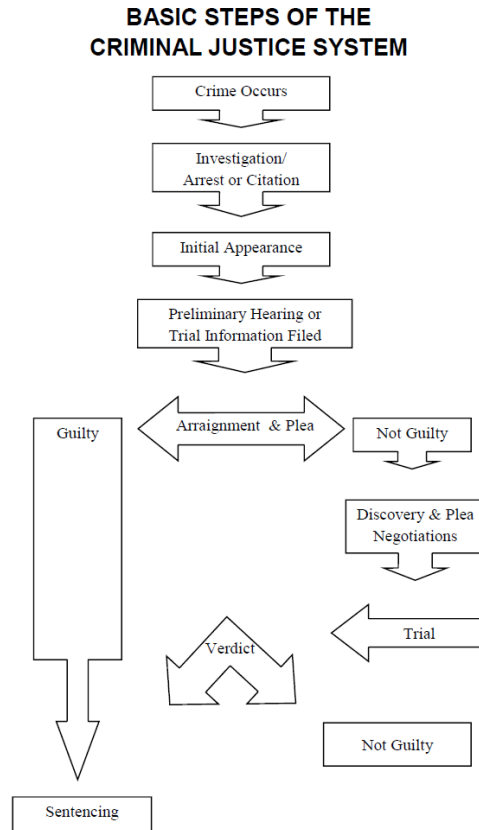 BASIC STEPS OF THE
CRIMINAL JUSTICE SYSTEM
Crime Occurs
Investigation/
Arrest or Citation
Initial Appearance
Preliminary Hearing or
Trial Information Filed
Arraignment & Plea
Guilty
Not Guilty
Discovery & Plea
Negotiations
Trial
Verdict
Not Guilty
Sentencing